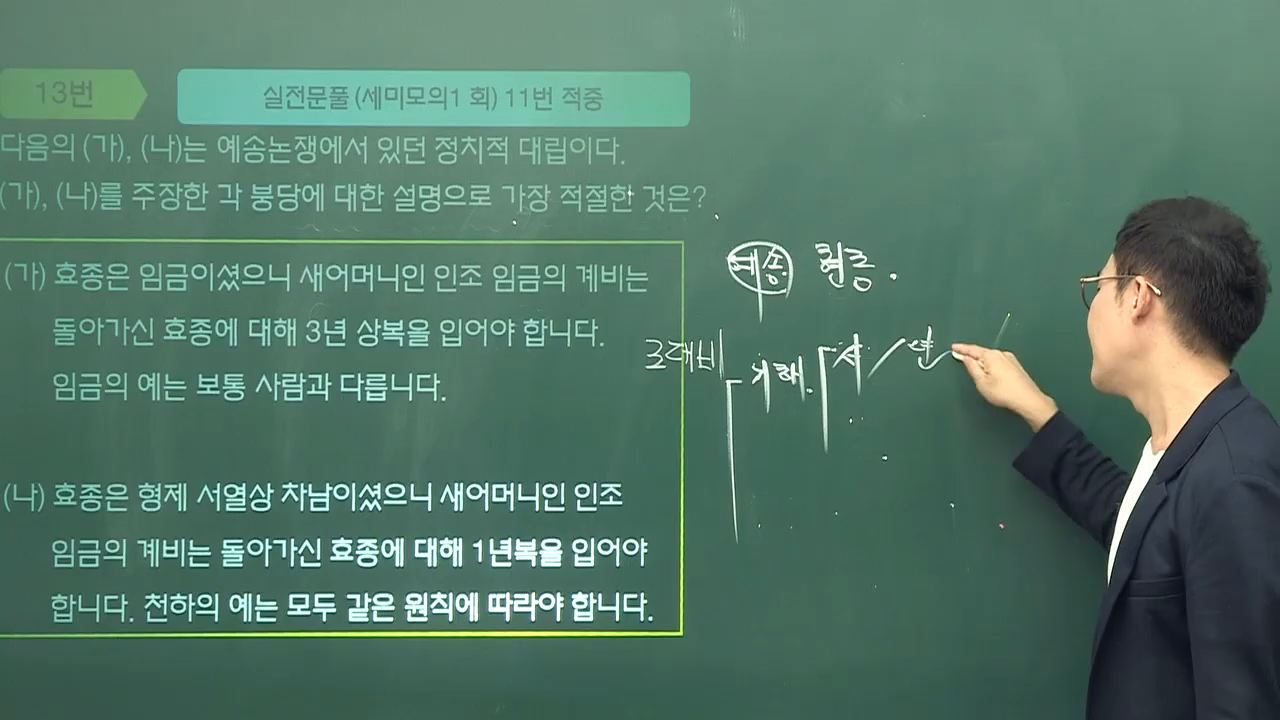 13번
실전문풀 (세미모의1 회) 11번 적중
다음의 (가), (나)는 예송논쟁에서 있던 정치적 대립이다.
(가), (나)를 주장한 각 붕당에 대한 설명으로 가장 적절한 것은?
(가) 효종은 임금이셨으니 새어머니인 인조 임금의 계비는
돌아가신 효종에 대해 3년 상복을 입어야 합니다.
임금의 예는 보통 사람과 다릅니다.
(나) 효종은 형제 서열상 차남이셨으니 새어머니인 인조
임금의 계비는 돌아가신 효종에 대해 1년복을 입어야
합니다. 천하의 예는 모두 같은 원칙에 따라야 합니다.
예송 현종.
기해. 서/